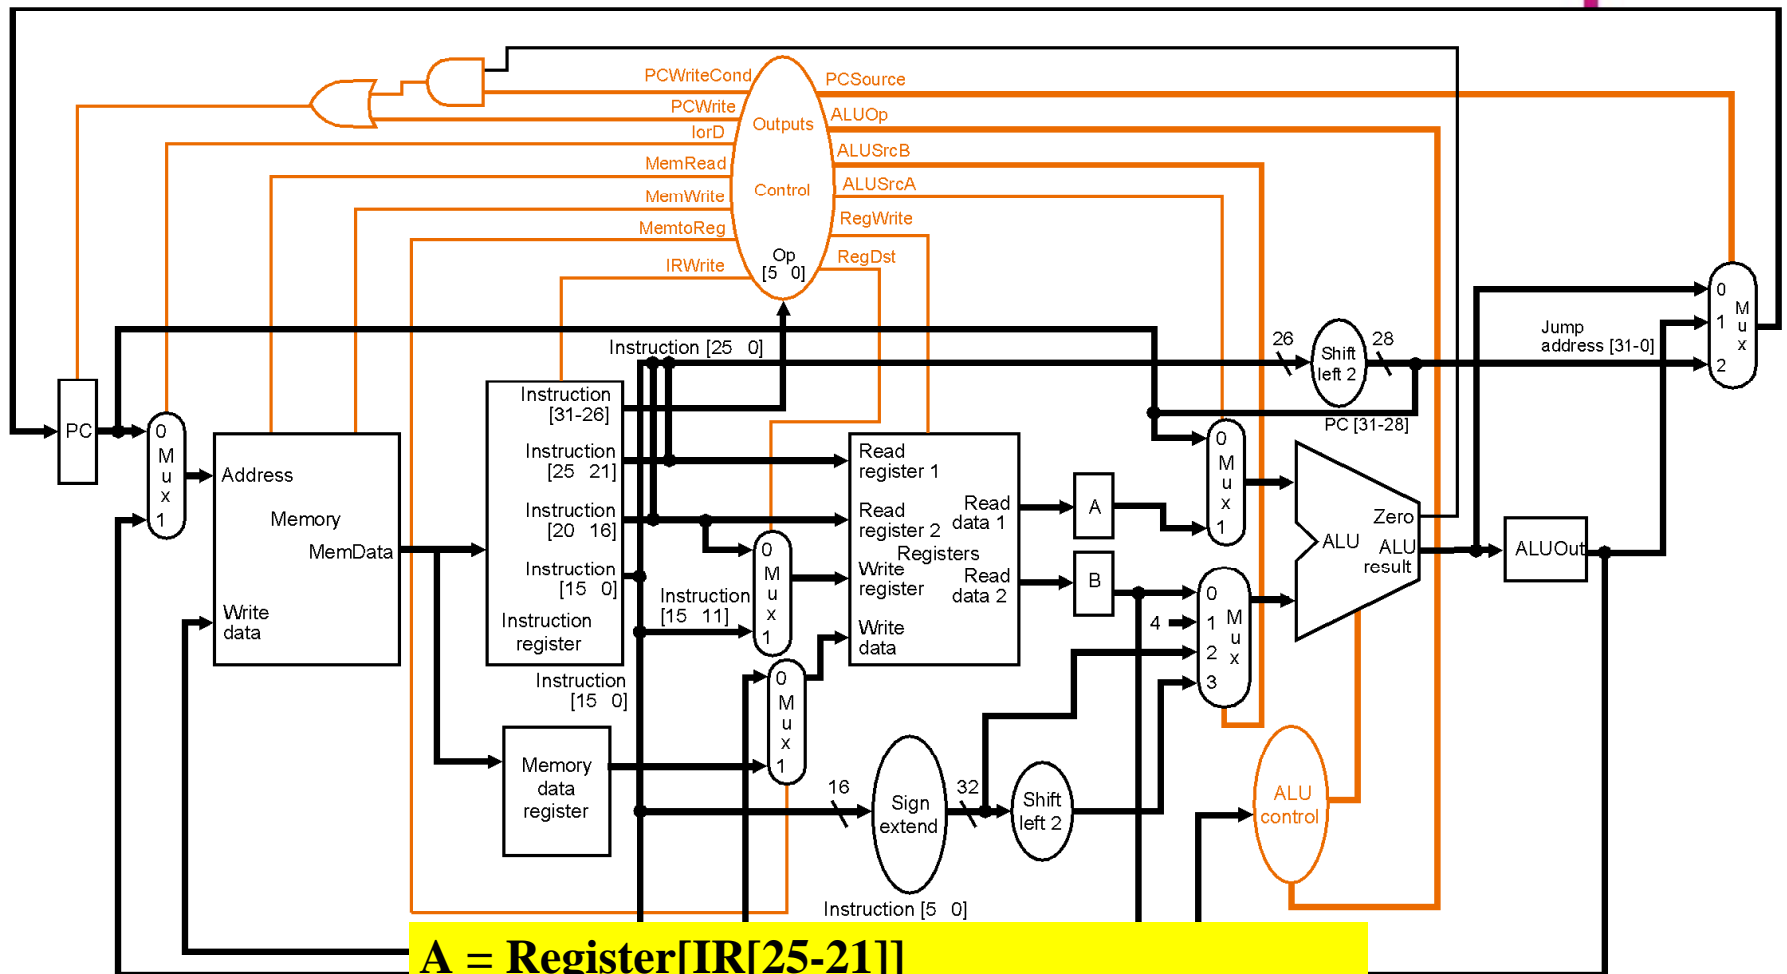 PCWriteCond
PCSource
PCWrite
ALUOp
Outputs
IorD
ALUSrcB
MemRead
Control
ALUSrcA
MemWrite
RegWrite
MemtoReg
Op
[5 0]
RegDst
IRWrite
0
1
2
M
u
x
Jump
address [31-0]
Instruction [25 0]
26
Shift
left 2
28
PC [31-28]
PC
0
M
u
x
1
Address
Memory
MemData
Write
data
Instruction
[31-26]
Instruction
[25 21]
Instruction
[20 16]
Instruction
[15 0]
Instruction
register
Instruction
[15 11]
0
M
u
x
1
Read
register 1
Read
register 2
Registers
Write
register
Write
data
Read
data 1
Read
data 2
A
B
0
M
u
x
1
0
4
1
2
3
M
u
x
Zero
ALU
ALU
result
ALUOut
Instruction
[15 0]
0
M
u
x
1
Memory
data
register
16
Sign
extend
32
Shift
left 2
ALU
control
Instruction [5 0]
A = Register[IR[25-21]]